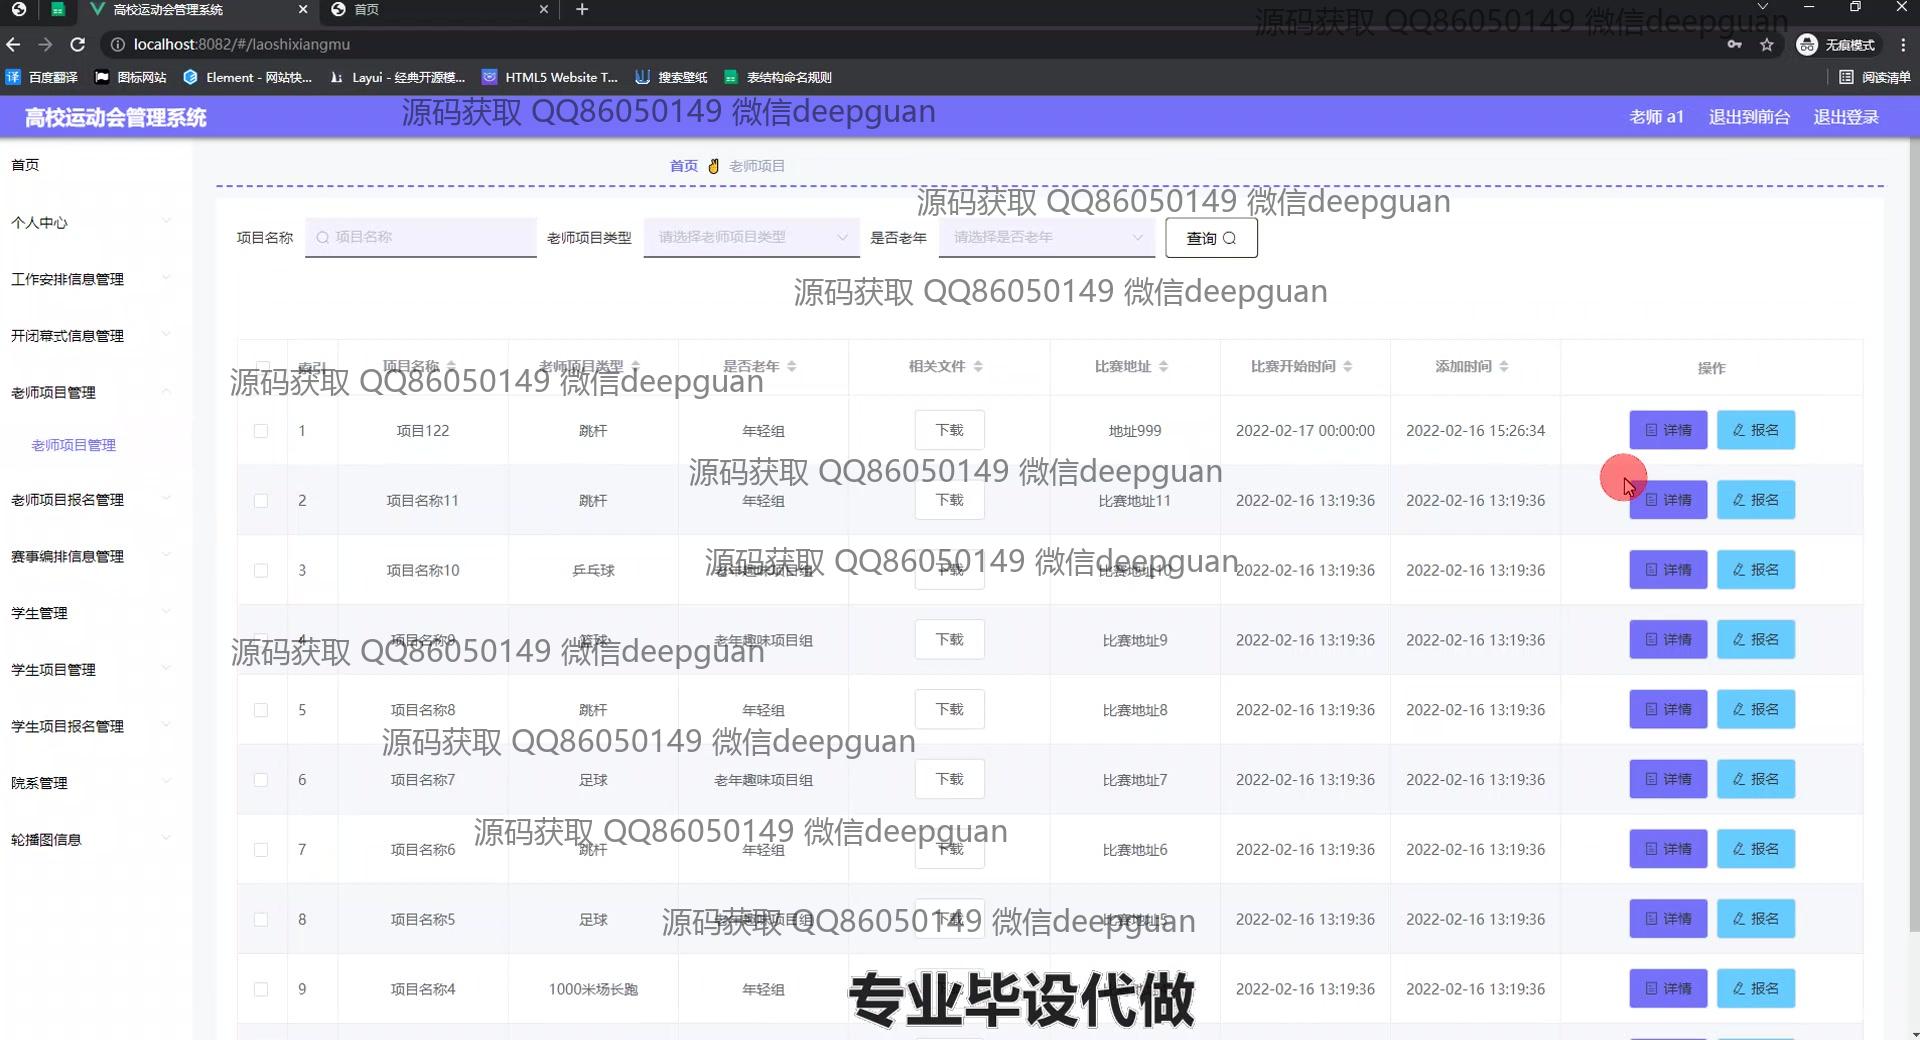 高校运动会管理系统
首页
源码获取 QQ86050149 微信deepguan
localhost:8082/#/laoshixiangmu
无痕模式
百度翻译 图标网站 Element - 网站快... Layui - 经典开源模... HTML5 Website T... 搜索壁纸 表结构命名规则 阅读清单
高校运动会管理系统 源码获取 QQ86050149 微信deepguan 老师 a1 退出到前台 退出登录
首页
个人中心
工作安排信息管理
开闭幕式信息管理
老师项目管理
老师项目管理
老师项目报名管理
赛事编排信息管理
学生管理
学生项目管理
学生项目报名管理
院系管理
轮播图信息
首页 老师项目
源码获取 QQ86050149 微信deepguan
项目名称 项目名称 老师项目类型 请选择老师项目类型 是否老年 请选择是否老年 查询
源码获取 QQ86050149 微信deepguan
索引 项目名称 老师项目类型 是否老年 相关文件 比赛地址 比赛开始时间 添加时间 操作
源码获取 QQ86050149 微信deepguan
1 项目122 跳杆 年轻组 下载 地址999 2022-02-17 00:00:00 2022-02-16 15:26:34 详情 报名
源码获取 QQ86050149 微信deepguan
2 项目名称11 跳杆 年轻组 下载 比赛地址11 2022-02-16 13:19:36 2022-02-16 13:19:36 详情 报名
源码获取 QQ86050149 微信deepguan
3 项目名称10 乒乓球 老年趣味项目组 下载 比赛地址10 2022-02-16 13:19:36 2022-02-16 13:19:36 详情 报名
4 项目名称9 篮球 老年趣味项目组 下载 比赛地址9 2022-02-16 13:19:36 2022-02-16 13:19:36 详情 报名
源码获取 QQ86050149 微信deepguan
5 项目名称8 跳杆 年轻组 下载 比赛地址8 2022-02-16 13:19:36 2022-02-16 13:19:36 详情 报名
源码获取 QQ86050149 微信deepguan
6 项目名称7 足球 老年趣味项目组 下载 比赛地址7 2022-02-16 13:19:36 2022-02-16 13:19:36 详情 报名
源码获取 QQ86050149 微信deepguan
7 项目名称6 跳杆 年轻组 下载 比赛地址6 2022-02-16 13:19:36 2022-02-16 13:19:36 详情 报名
8 项目名称5 足球 老年趣味项目组 下载 比赛地址5 2022-02-16 13:19:36 2022-02-16 13:19:36 详情 报名
源码获取 QQ86050149 微信deepguan
9 项目名称4 1000米场长跑 年轻组 2022-02-16 13:19:36 2022-02-16 13:19:36 详情 报名
专业毕设代做